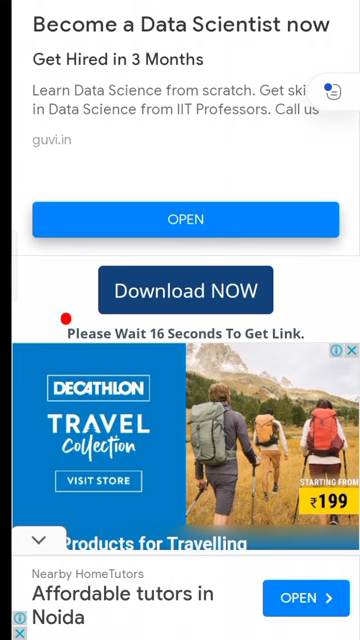 Become a Data Scientist now
Get Hired in 3 Months
Learn Data Science from scratch. Get
in Data Science from IIT Professors. Call us
guvi.in
OPEN
Download NOW
Please Wait 16 Seconds To Get Link.
DECATHLON
TRAVEL
Collection
VISIT STORE
STARTING FROM
₹199
Products for Travelling
Nearby HomeTutors
Affordable tutors in
Noida
OPEN